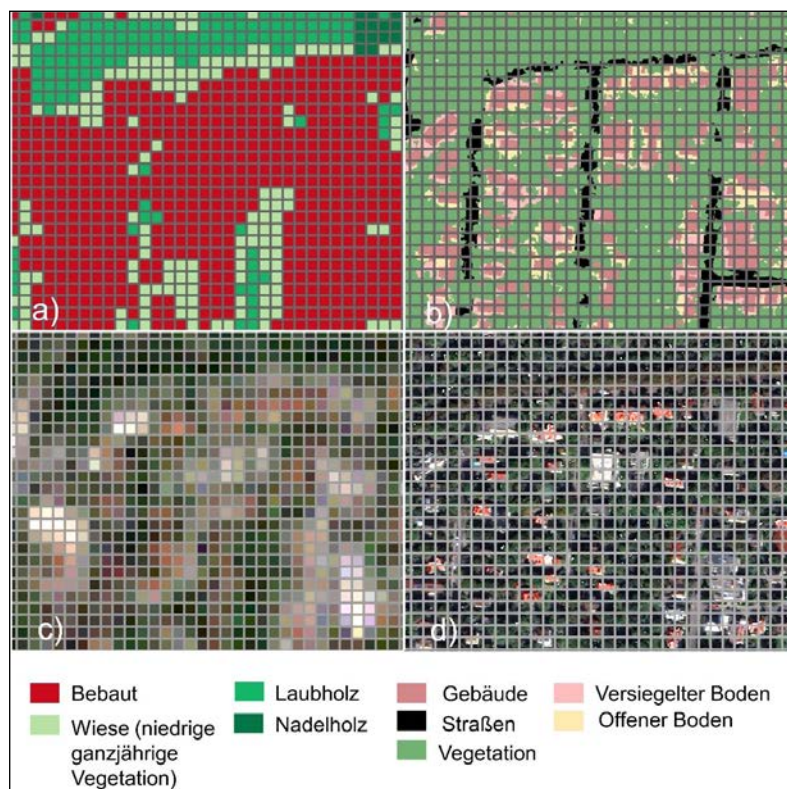 a)
b)
c)
d)
Bebaut
Laubholz
Gebäude
Versiegelter Boden
Wiese (niedrige
ganzjährige
Vegetation)
Nadelholz
Straßen
Offener Boden
Vegetation